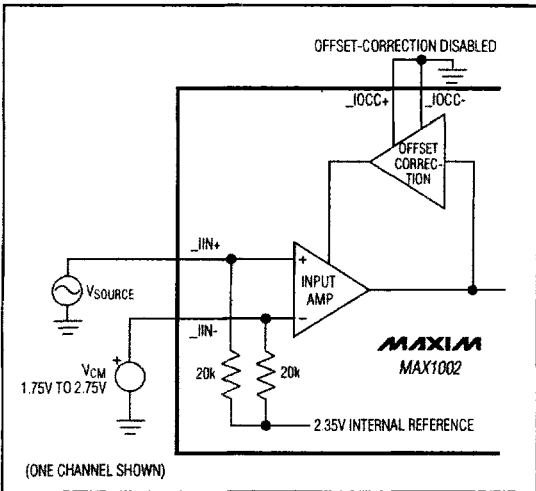 OFFSET-CORRECTION DISABLED
_IOCC+
_IOCC-
OFFSET
CORREC-
TION
_IIN+
+
INPUT
AMP
VSOURCE
_IIN-
−
+
VCM
1.75V TO 2.75V
20k
20k
MAXIM
MAX1002
2.35V INTERNAL REFERENCE
(ONE CHANNEL SHOWN)